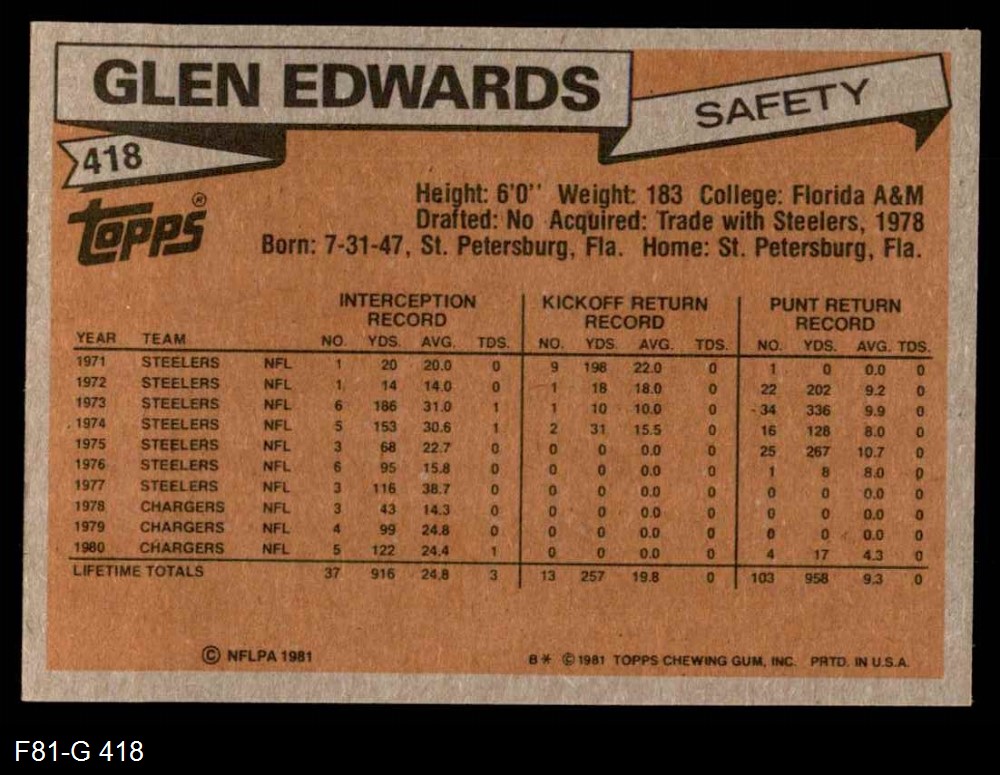 GLEN EDWARDS
SAFETY
418
Topps®
Height: 6'0'' Weight: 183 College: Florida A&M
Drafted: No Acquired: Trade with Steelers, 1978
Born: 7-31-47, St. Petersburg, Fla. Home: St. Petersburg, Fla.
INTERCEPTION RECORD KICKOFF RETURN RECORD PUNT RETURN RECORD
YEAR TEAM NO. YDS. AVG. TDS. NO. YDS. AVG. TDS. NO. YDS. AVG. TDS.
1971 STEELERS NFL 1 20 20.0 0 9 198 22.0 0 1 0 0.0 0
1972 STEELERS NFL 1 14 14.0 0 1 18 18.0 0 22 202 9.2 0
1973 STEELERS NFL 6 186 31.0 1 1 10 10.0 0 34 336 9.9 0
1974 STEELERS NFL 5 153 30.6 1 2 31 15.5 0 16 128 8.0 0
1975 STEELERS NFL 3 68 22.7 0 0 0 0.0 0 25 267 10.7 0
1976 STEELERS NFL 6 95 15.8 0 0 0 0.0 0 1 8 8.0 0
1977 STEELERS NFL 3 116 38.7 0 0 0 0.0 0 0 0 0.0 0
1978 CHARGERS NFL 3 43 14.3 0 0 0 0.0 0 0 0 0.0 0
1979 CHARGERS NFL 4 99 24.8 0 0 0 0.0 0 0 0 0.0 0
1980 CHARGERS NFL 5 122 24.4 1 0 0 0.0 0 4 17 4.3 0
LIFETIME TOTALS 37 916 24.8 3 13 257 19.8 0 103 958 9.3 0
© NFLPA 1981
B* © 1981 TOPPS CHEWING GUM, INC. PRTD. IN U.S.A.
F81-G 418